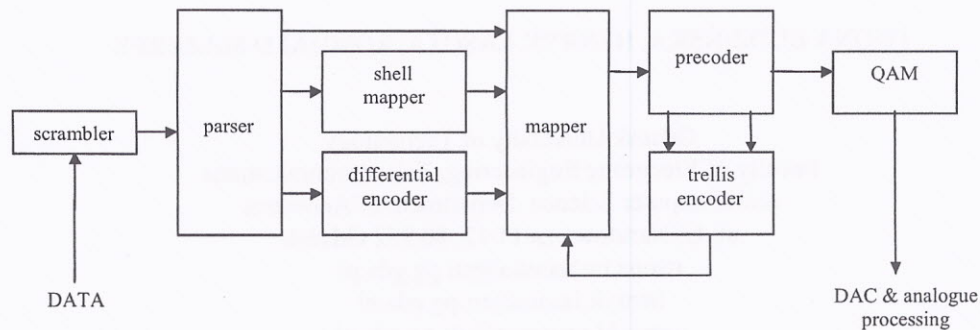 scrambler
parser
shell
mapper
differential
encoder
mapper
precoder
trellis
encoder
QAM
DATA
DAC & analogue
processing